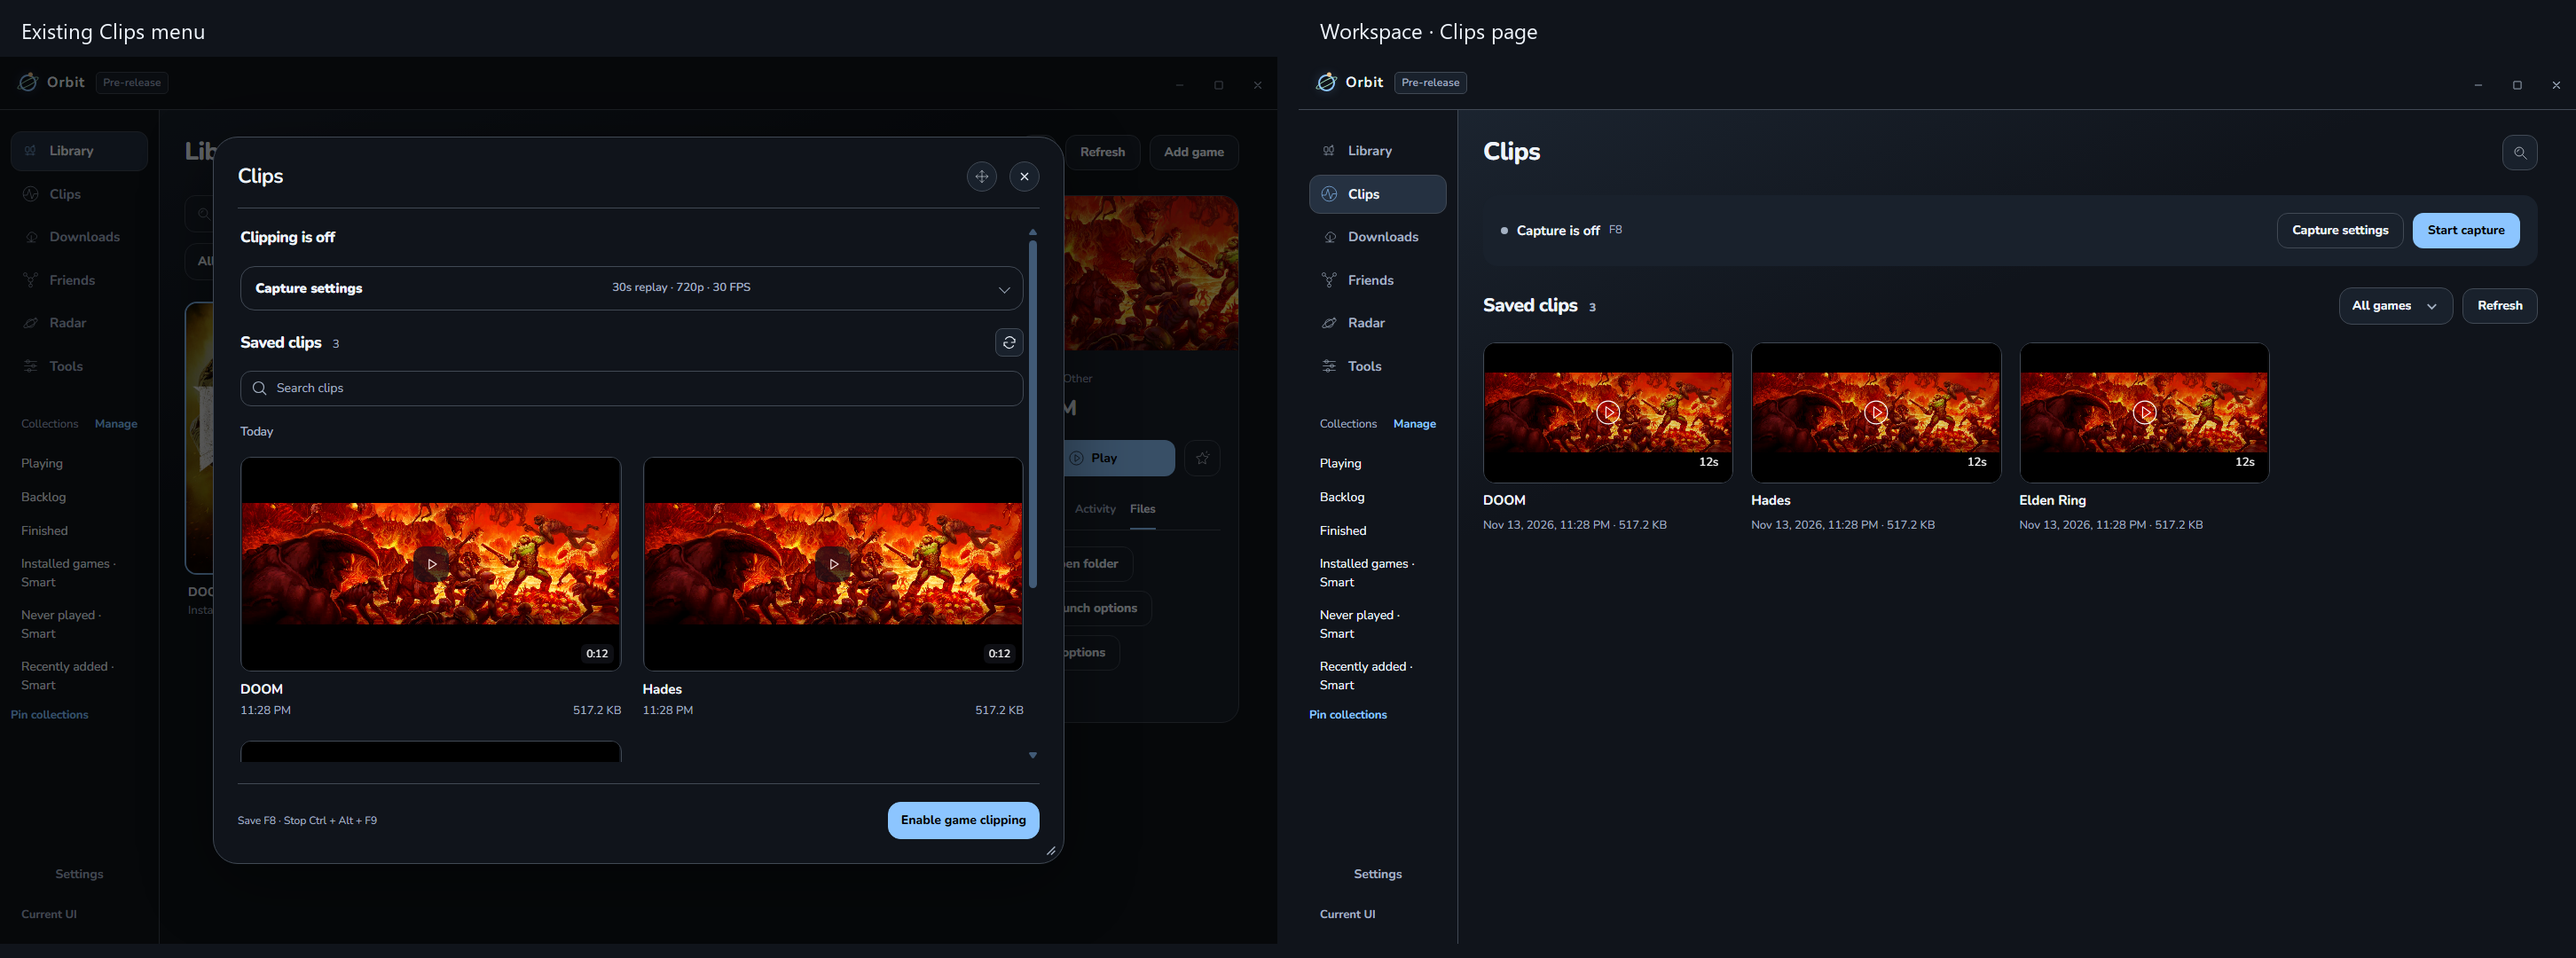 Existing Clips menu
Orbit Pre-release
Library
Clips
Downloads
Friends
Radar
Tools
Collections Manage
Playing
Backlog
Finished
Installed games ·
Smart
Never played ·
Smart
Recently added ·
Smart
Pin collections
Settings
Current UI
Lib
Refresh Add game
All
DOO
Insta
Other
M
Play
Activity Files
en folder
unch options
options
Clips
Clipping is off
Capture settings 30s replay · 720p · 30 FPS
Saved clips 3
Search clips
Today
0:12
0:12
DOOM
11:28 PM 517.2 KB
Hades
11:28 PM 517.2 KB
Save F8 · Stop Ctrl + Alt + F9
Enable game clipping
Workspace · Clips page
Orbit Pre-release
Library
Clips
Downloads
Friends
Radar
Tools
Collections Manage
Playing
Backlog
Finished
Installed games ·
Smart
Never played ·
Smart
Recently added ·
Smart
Pin collections
Settings
Current UI
Clips
Capture is off F8
Capture settings Start capture
Saved clips 3
All games Refresh
12s
12s
12s
DOOM
Nov 13, 2026, 11:28 PM · 517.2 KB
Hades
Nov 13, 2026, 11:28 PM · 517.2 KB
Elden Ring
Nov 13, 2026, 11:28 PM · 517.2 KB